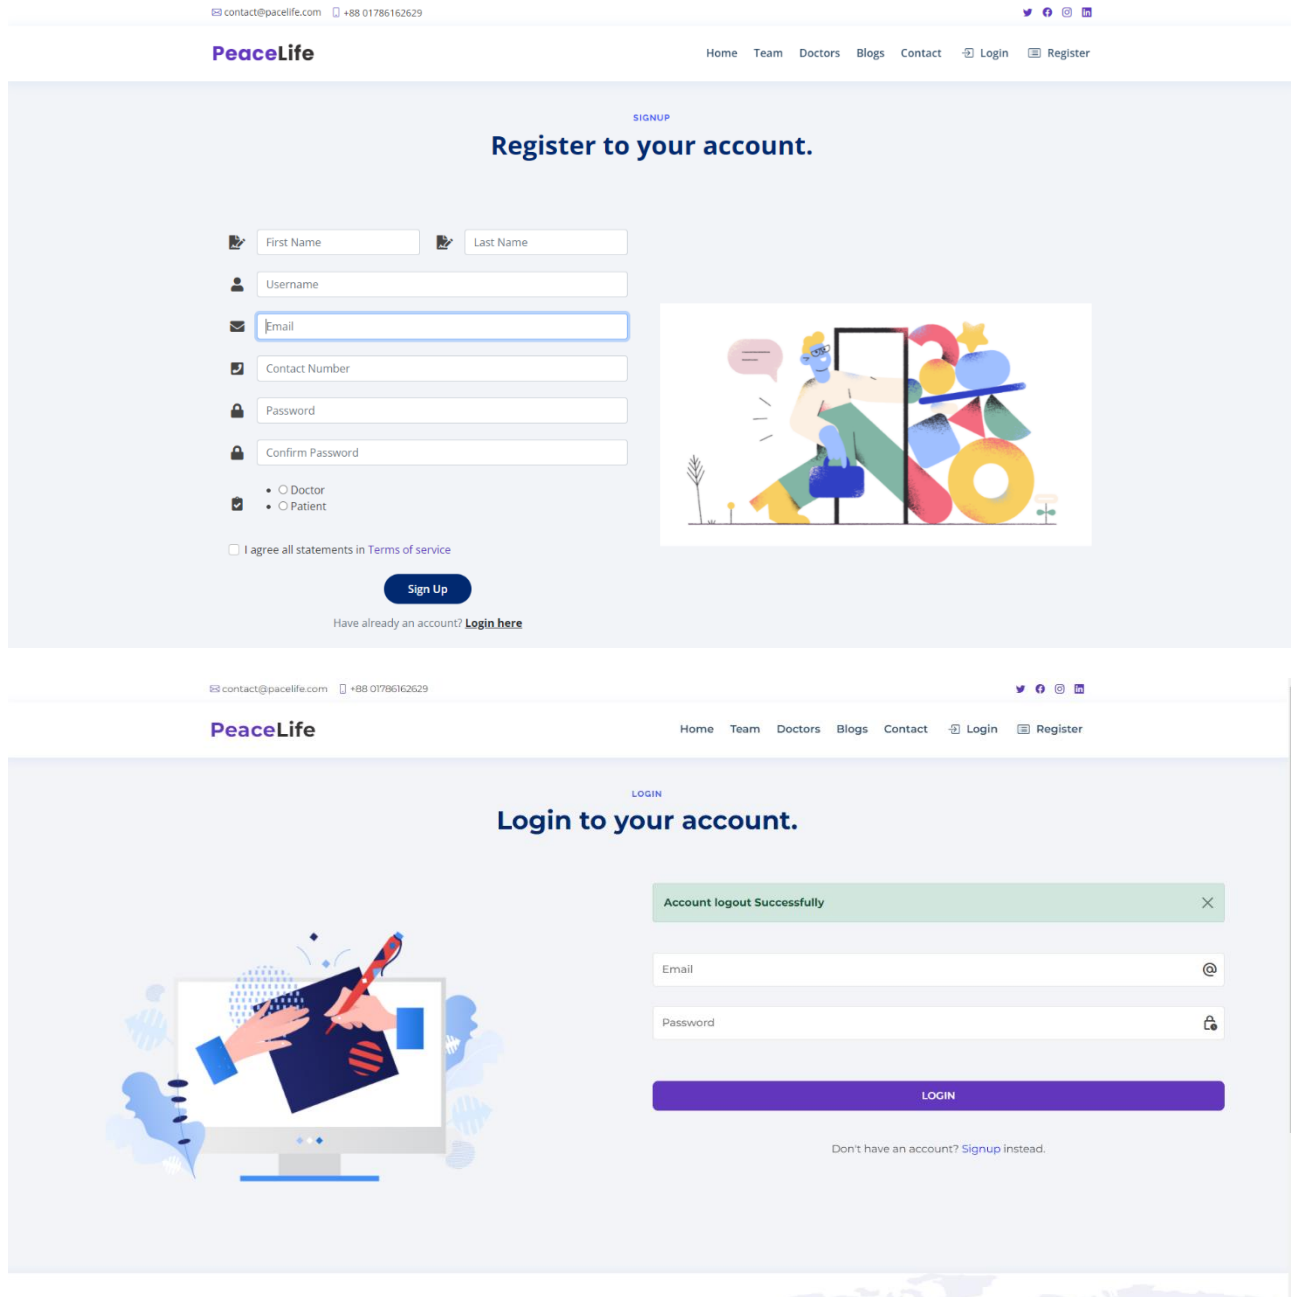 contact@pacelife.com +88 01786162629
PeaceLife
Home Team Doctors Blogs Contact Login Register
SIGNUP
Register to your account.
First Name Last Name
Username
Email
Contact Number
Password
Confirm Password
• Doctor
• Patient
I agree all statements in Terms of service
Sign Up
Have already an account? Login here
contact@pacelife.com +88 01786162629
PeaceLife
Home Team Doctors Blogs Contact Login Register
LOGIN
Login to your account.
Account logout Successfully
Email
Password
LOGIN
Don't have an account? Signup instead.